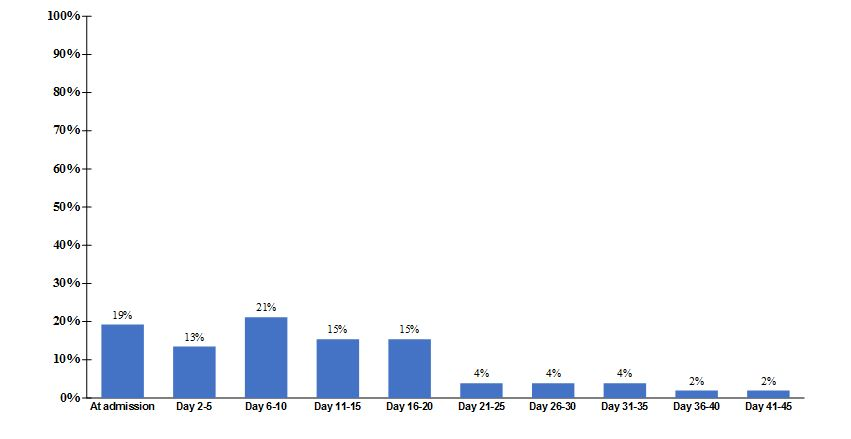 100%
90%
80%
70%
60%
50%
40%
30%
20%
10%
0%
19%
13%
21%
15%
15%
4%
4%
4%
2%
2%
At admission
Day 2-5
Day 6-10
Day 11-15
Day 16-20
Day 21-25
Day 26-30
Day 31-35
Day 36-40
Day 41-45